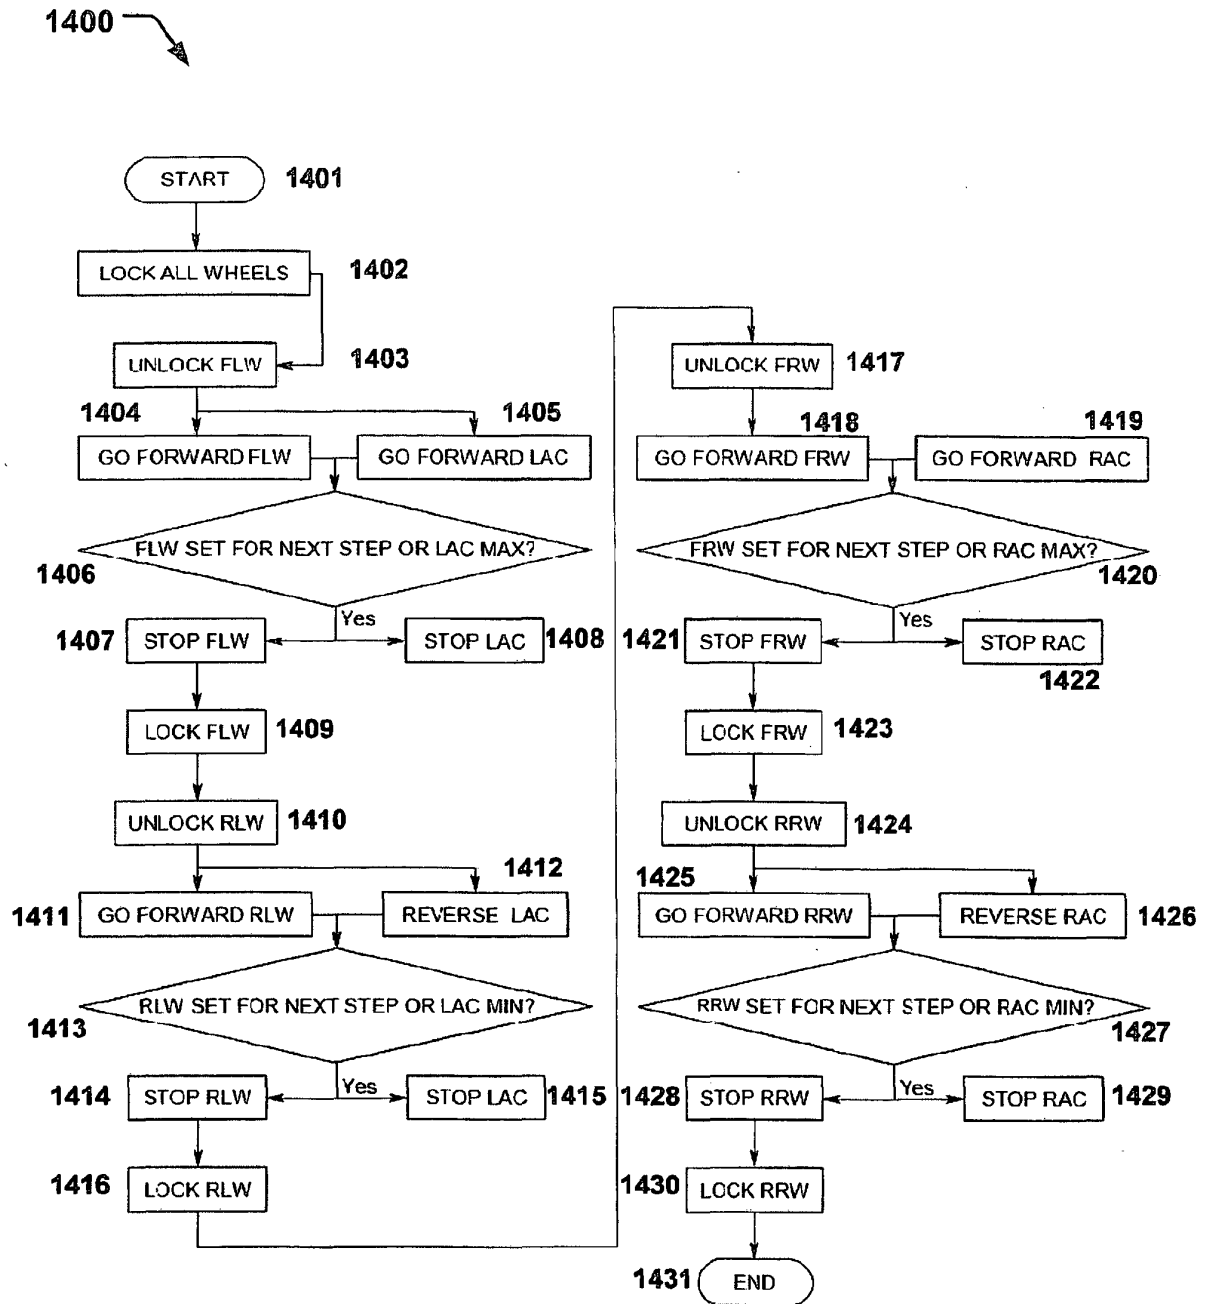 1400
START 1401
LOCK ALL WHEELS 1402
UNLOCK FLW 1403
1404 1405
GO FORWARD FLW GO FORWARD LAC
FLW SET FOR NEXT STEP OR LAC MAX?
1406
Yes
1407 STOP FLW STOP LAC 1408
LOCK FLW 1409
UNLOCK RLW 1410
1412
1411 GO FORWARD RLW REVERSE LAC
RLW SET FOR NEXT STEP OR LAC MIN?
1413
Yes
1414 STOP RLW STOP LAC 1415
1416 LOCK RLW
UNLOCK FRW 1417
1418 1419
GO FORWARD FRW GO FORWARD RAC
FRW SET FOR NEXT STEP OR RAC MAX?
1420
Yes
1421 STOP FRW STOP RAC
1422
LOCK FRW 1423
UNLOCK RRW 1424
1425
GO FORWARD RRW REVERSE RAC 1426
RRW SET FOR NEXT STEP OR RAC MIN?
1427
Yes
1428 STOP RRW STOP RAC 1429
1430 LOCK RRW
1431 END